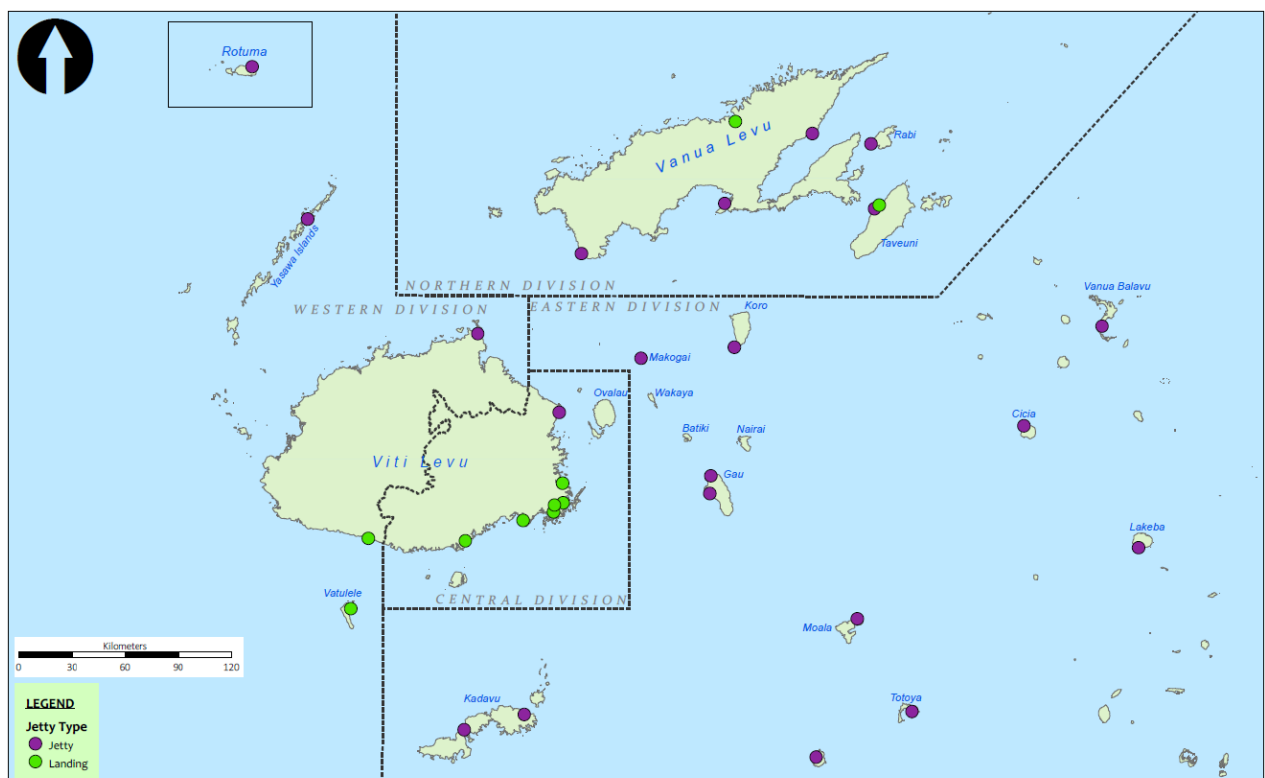 Rotuma
Vanua Levu
Rabi
Taveuni
Yasawa Islands
NORTHERN DIVISION
WESTERN DIVISION
EASTERN DIVISION
Koro
Vanua Balavu
Makogai
Ovalau
Wakaya
Cicia
Batiki
Nairai
Viti Levu
Gau
Lakeba
Vatulele
CENTRAL DIVISION
Moala
Kilometers
0 30 60 90 120
Kadavu
Totoya
LEGEND
Jetty Type
Jetty
Landing